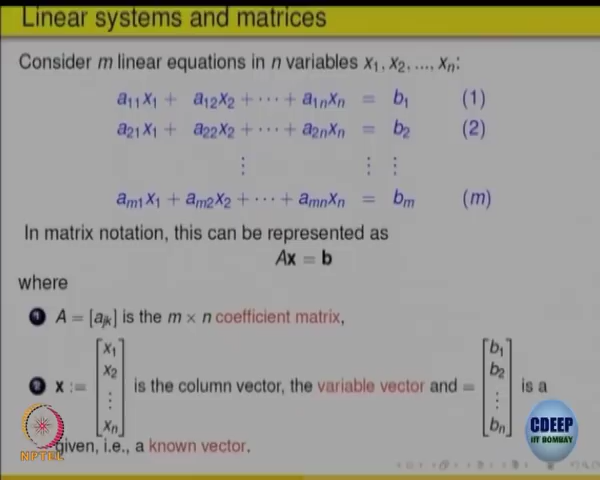 Linear systems and matrices
Consider m linear equations in n variables x₁, x₂, ..., xₙ:
a₁₁x₁ + a₁₂x₂ + ··· + a₁ₙxₙ = b₁ (1)
a₂₁x₁ + a₂₂x₂ + ··· + a₂ₙxₙ = b₂ (2)
⋮ ⋮ ⋮
aₘ₁x₁ + aₘ₂x₂ + ··· + aₘₙxₙ = bₘ (m)
In matrix notation, this can be represented as
Ax = b
where
1 A = [aⱼₖ] is the m × n coefficient matrix,
2 x := [x₁ x₂ ⋮ xₙ] is the column vector, the variable vector and = [b₁ b₂ ⋮ bₙ] is a
given, i.e., a known vector.
NPTEL
CDEEP
IIT BOMBAY